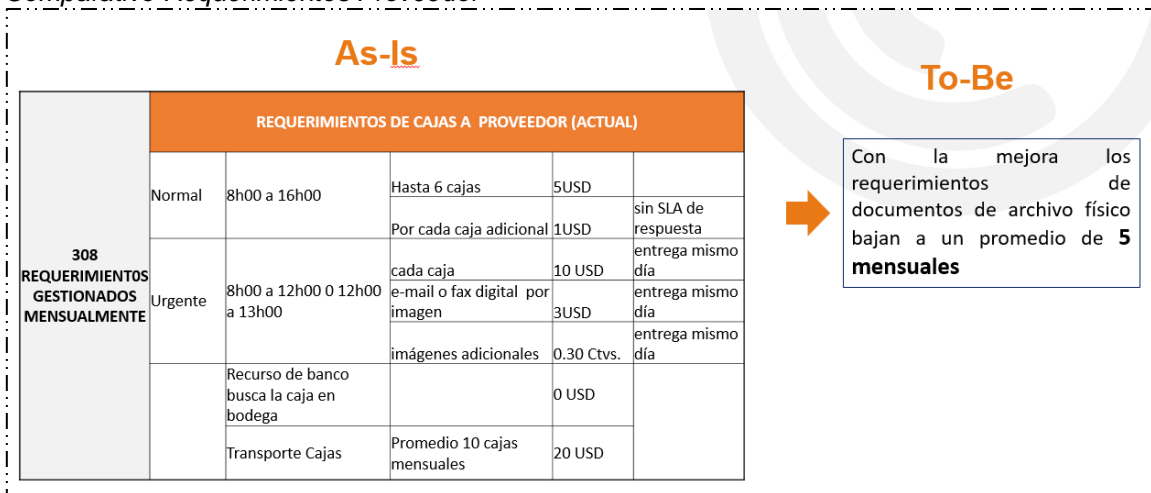 Comparativo Requerimientos Proveedor
As-Is
To-Be
REQUERIMIENTOS DE CAJAS A PROVEEDOR (ACTUAL)
308
REQUERIMIENT0S
GESTIONADOS
MENSUALMENTE
Normal
8h00 a 16h00
Hasta 6 cajas
5USD
Por cada caja adicional
1USD
sin SLA de
respuesta
Urgente
8h00 a 12h00 0 12h00
a 13h00
cada caja
10 USD
entrega mismo
día
e-mail o fax digital por
imagen
3USD
entrega mismo
día
imágenes adicionales
0.30 Ctvs.
entrega mismo
día
Recurso de banco
busca la caja en
bodega
0 USD
Transporte Cajas
Promedio 10 cajas
mensuales
20 USD
Con la mejora los
requerimientos de
documentos de archivo físico
bajan a un promedio de 5
mensuales